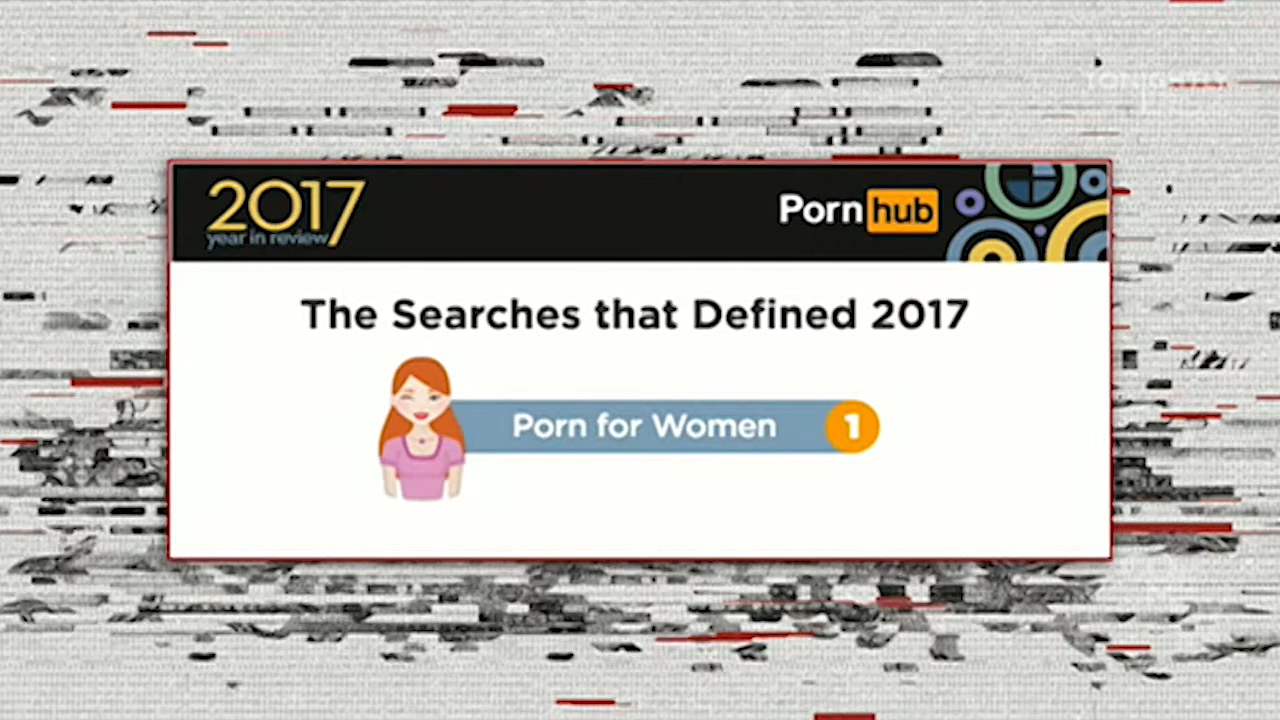 2017
year in review
Pornhub
The Searches that Defined 2017
Porn for Women 1